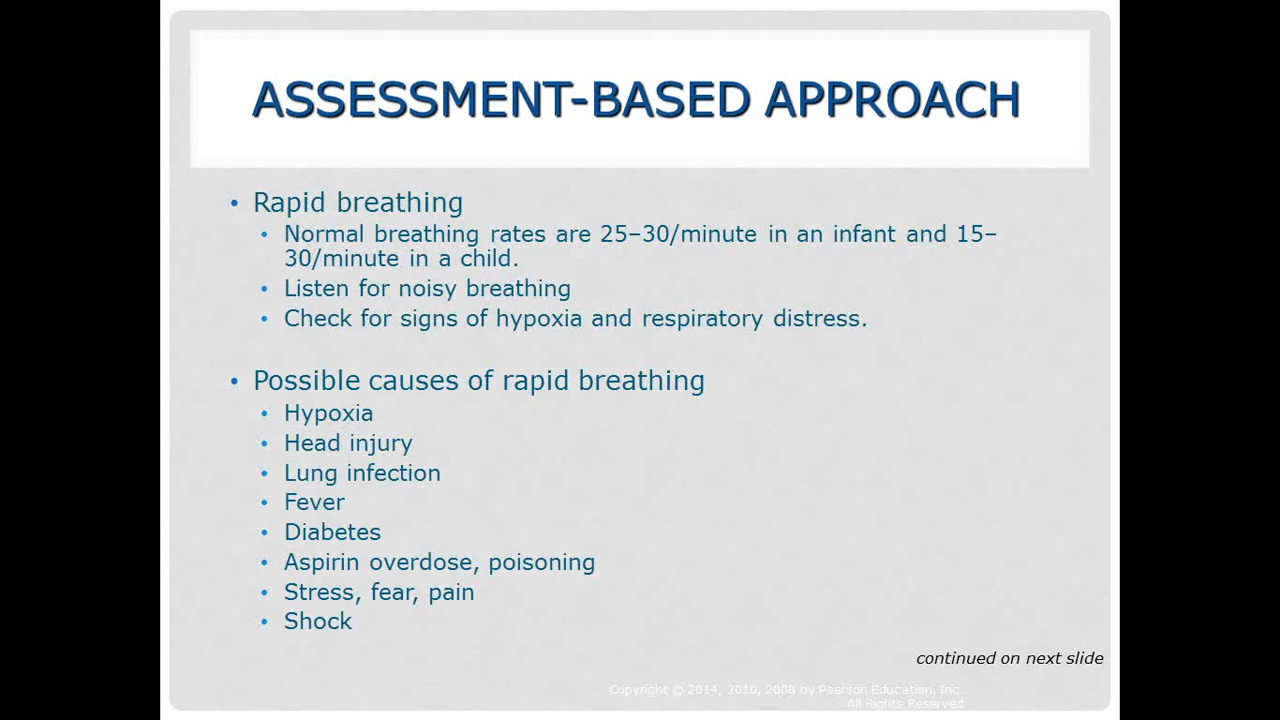 ASSESSMENT-BASED APPROACH
• Rapid breathing
• Normal breathing rates are 25–30/minute in an infant and 15–
30/minute in a child.
• Listen for noisy breathing
• Check for signs of hypoxia and respiratory distress.
• Possible causes of rapid breathing
• Hypoxia
• Head injury
• Lung infection
• Fever
• Diabetes
• Aspirin overdose, poisoning
• Stress, fear, pain
• Shock
continued on next slide
Copyright © 2014, 2010, 2008 by Pearson Education, Inc.
All Rights Reserved